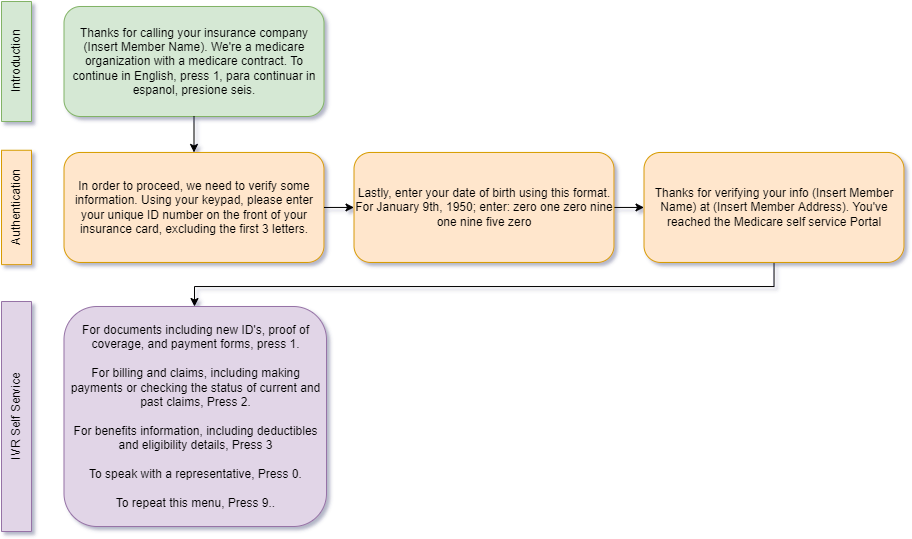 Introduction
Thanks for calling your insurance company
(Insert Member Name). We're a medicare
organization with a medicare contract. To
continue in English, press 1, para continuar in
espanol, presione seis.
Authentication
In order to proceed, we need to verify some
information. Using your keypad, please enter
your unique ID number on the front of your
insurance card, excluding the first 3 letters.
Lastly, enter your date of birth using this format.
For January 9th, 1950; enter: zero one zero nine
one nine five zero
Thanks for verifying your info (Insert Member
Name) at (Insert Member Address). You've
reached the Medicare self service Portal
IVR Self Service
For documents including new ID's, proof of
coverage, and payment forms, press 1.
For billing and claims, including making
payments or checking the status of current and
past claims, Press 2.
For benefits information, including deductibles
and eligibility details, Press 3
To speak with a representative, Press 0.
To repeat this menu, Press 9..